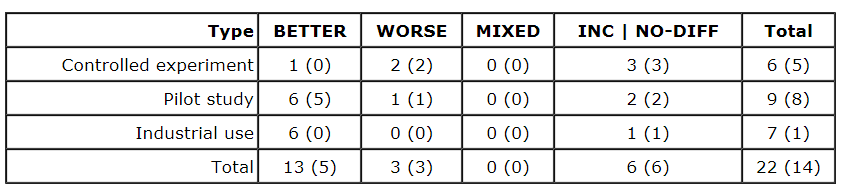 Type BETTER WORSE MIXED INC | NO-DIFF Total
Controlled experiment 1 (0) 2 (2) 0 (0) 3 (3) 6 (5)
Pilot study 6 (5) 1 (1) 0 (0) 2 (2) 9 (8)
Industrial use 6 (0) 0 (0) 0 (0) 1 (1) 7 (1)
Total 13 (5) 3 (3) 0 (0) 6 (6) 22 (14)